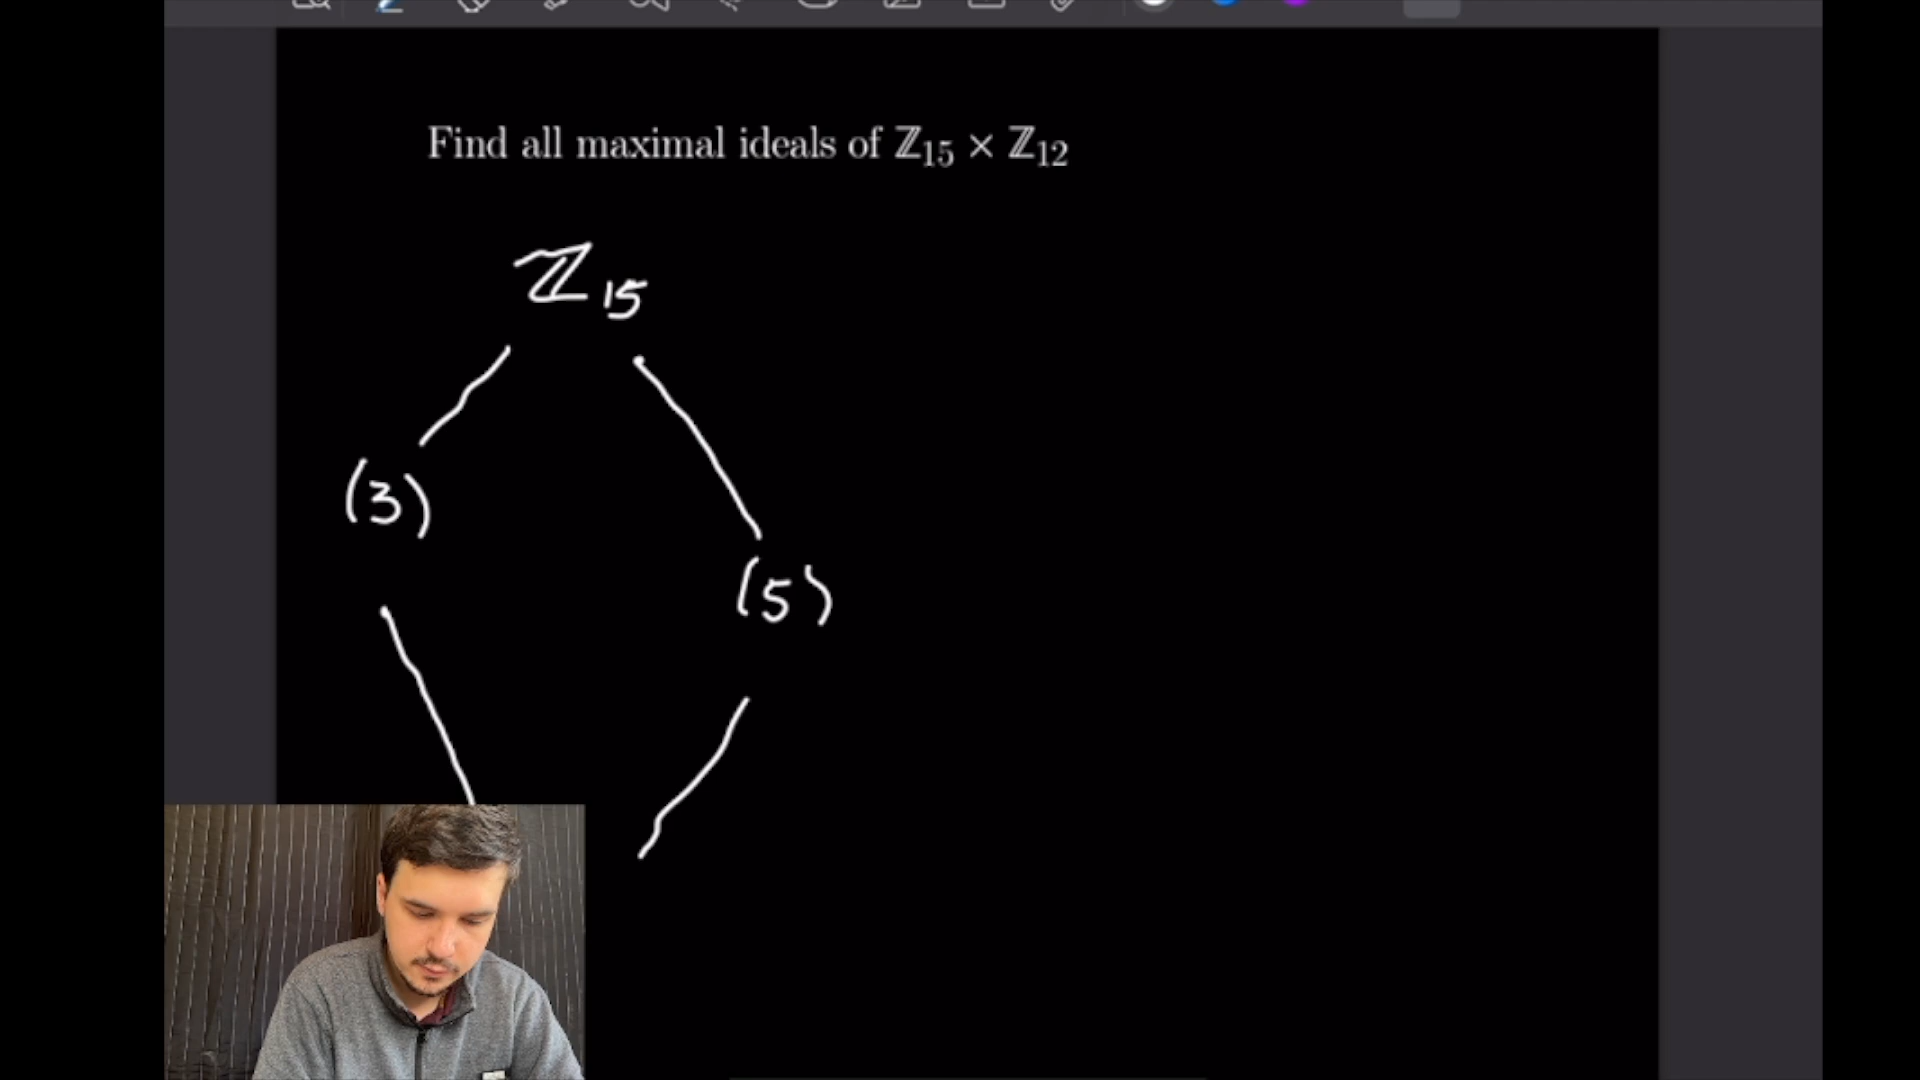 Find all maximal ideals of ℤ₁₅ × ℤ₁₂
ℤ₁₅
(3)
(5)